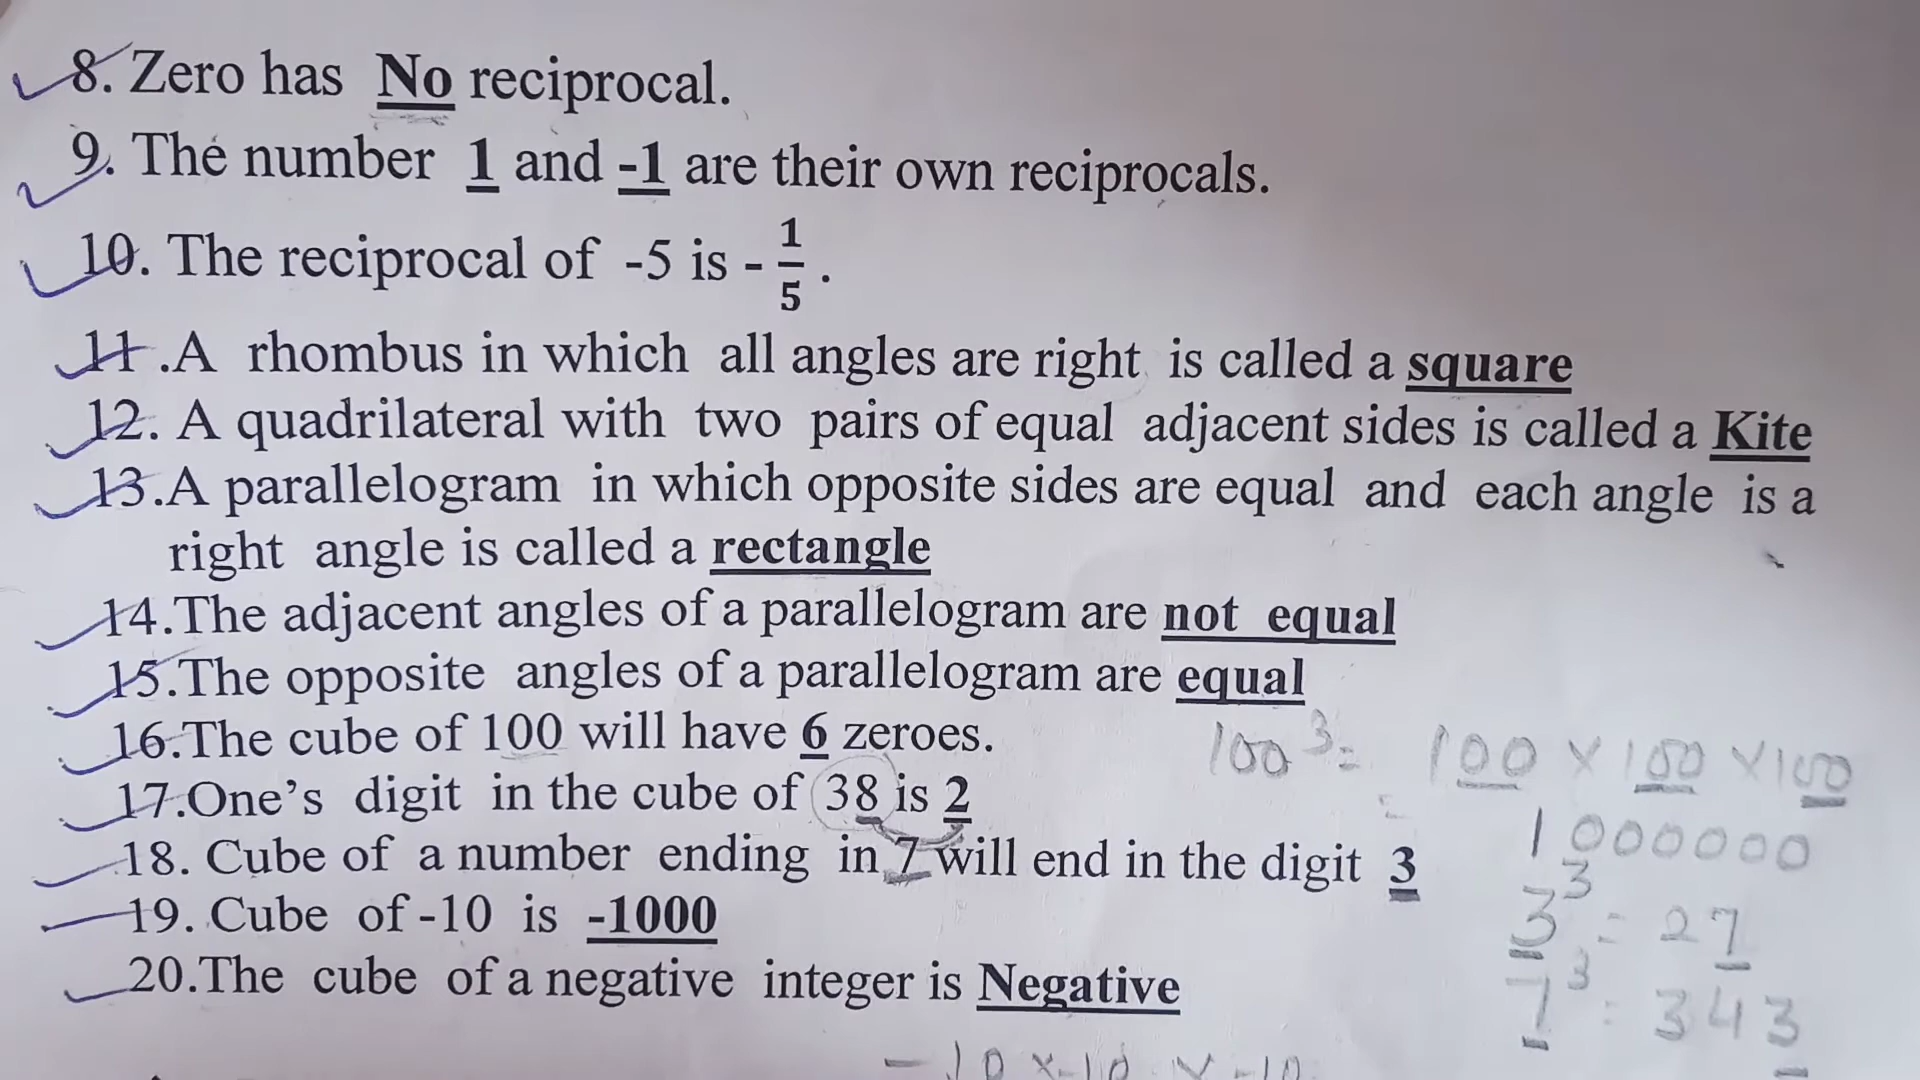 8. Zero has No reciprocal.
9. The number 1 and -1 are their own reciprocals.
10. The reciprocal of -5 is - 1/5 .
11 .A rhombus in which all angles are right is called a square
12. A quadrilateral with two pairs of equal adjacent sides is called a Kite
13.A parallelogram in which opposite sides are equal and each angle is a
right angle is called a rectangle
14.The adjacent angles of a parallelogram are not equal
15.The opposite angles of a parallelogram are equal
16.The cube of 100 will have 6 zeroes.
100³ = 100 × 100 × 100
17.One's digit in the cube of 38 is 2
1000000
18. Cube of a number ending in 7 will end in the digit 3
19. Cube of -10 is -1000
3³ = 27
20.The cube of a negative integer is Negative
7³ = 343
-10 × -10 × -10